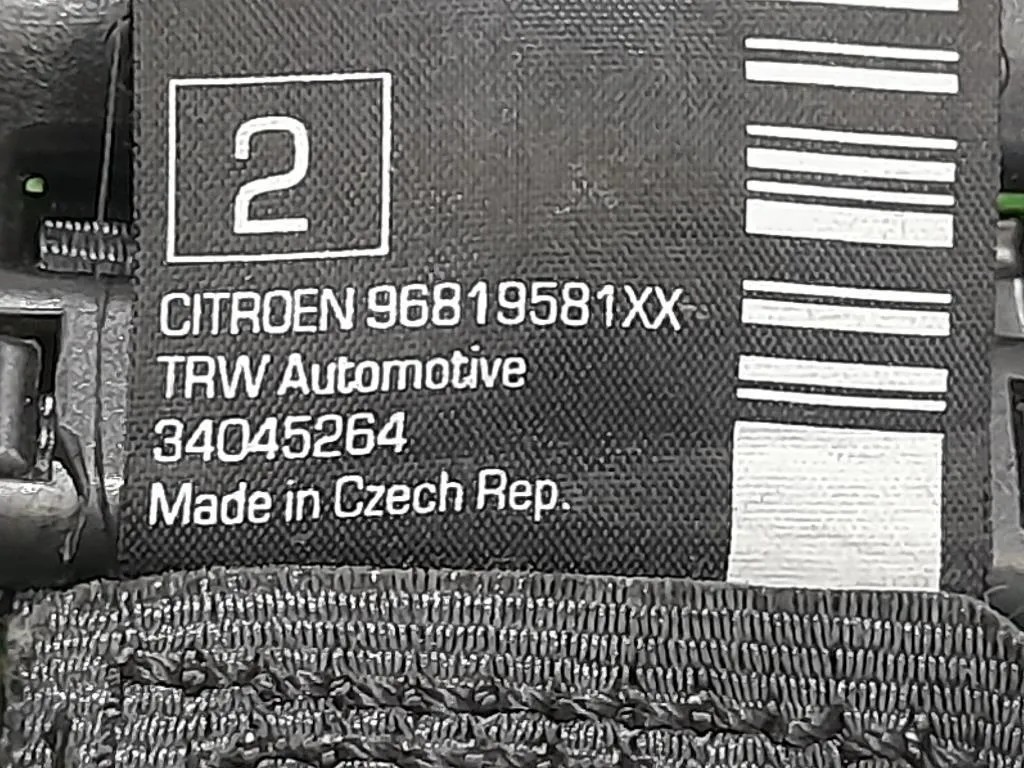 2
CITROEN 96819581XX
TRW Automotive
34045264
Made in Czech Rep.